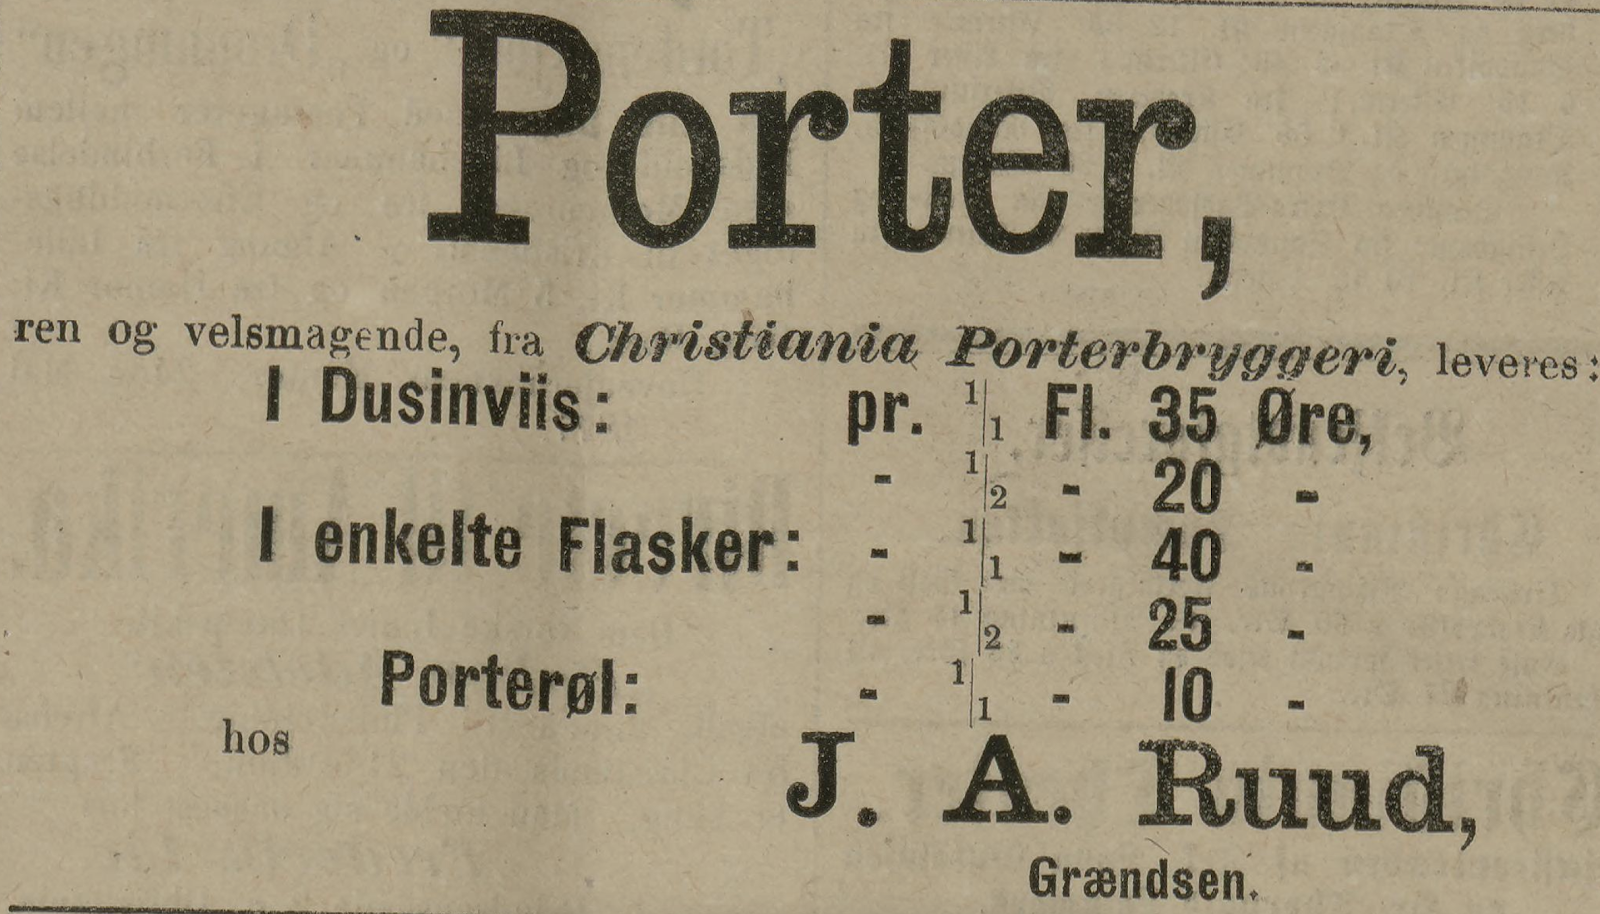 Porter,
ren og velsmagende, fra Christiania Porterbryggeri, leveres:
I Dusinviis: pr. 1/1 Fl. 35 Øre,
- 1/2 - 20 -
I enkelte Flasker: - 1/1 - 40 -
- 1/2 - 25 -
Porterøl: - 1/1 - 10 -
hos
J. A. Ruud,
Grændsen.